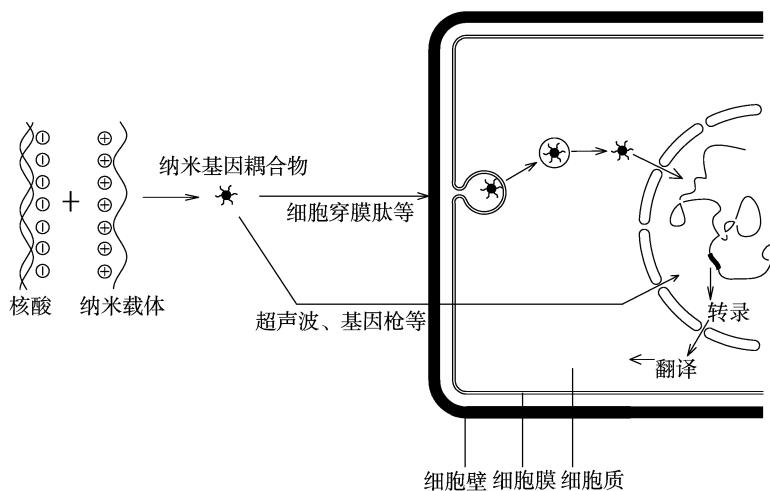 纳米基因耦合物
细胞穿膜肽等
核酸
纳米载体
超声波、基因枪等
转录
翻译
细胞壁
细胞膜
细胞质